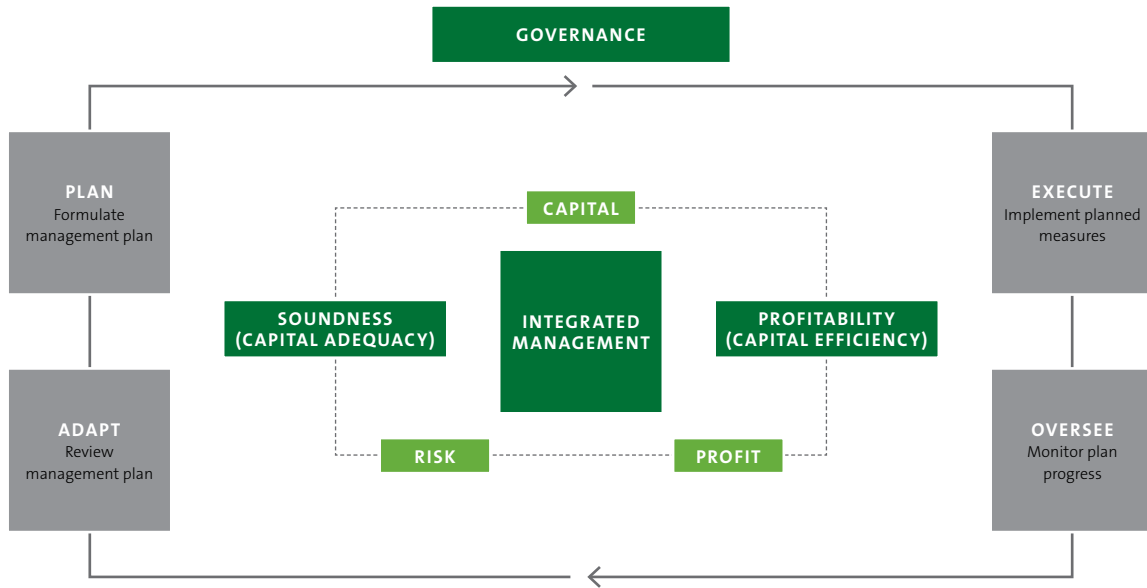 GOVERNANCE
PLAN
Formulate
management plan
EXECUTE
Implement planned
measures
CAPITAL
SOUNDNESS
(CAPITAL ADEQUACY)
INTEGRATED
MANAGEMENT
PROFITABILITY
(CAPITAL EFFICIENCY)
ADAPT
Review
management plan
RISK
PROFIT
OVERSEE
Monitor plan
progress